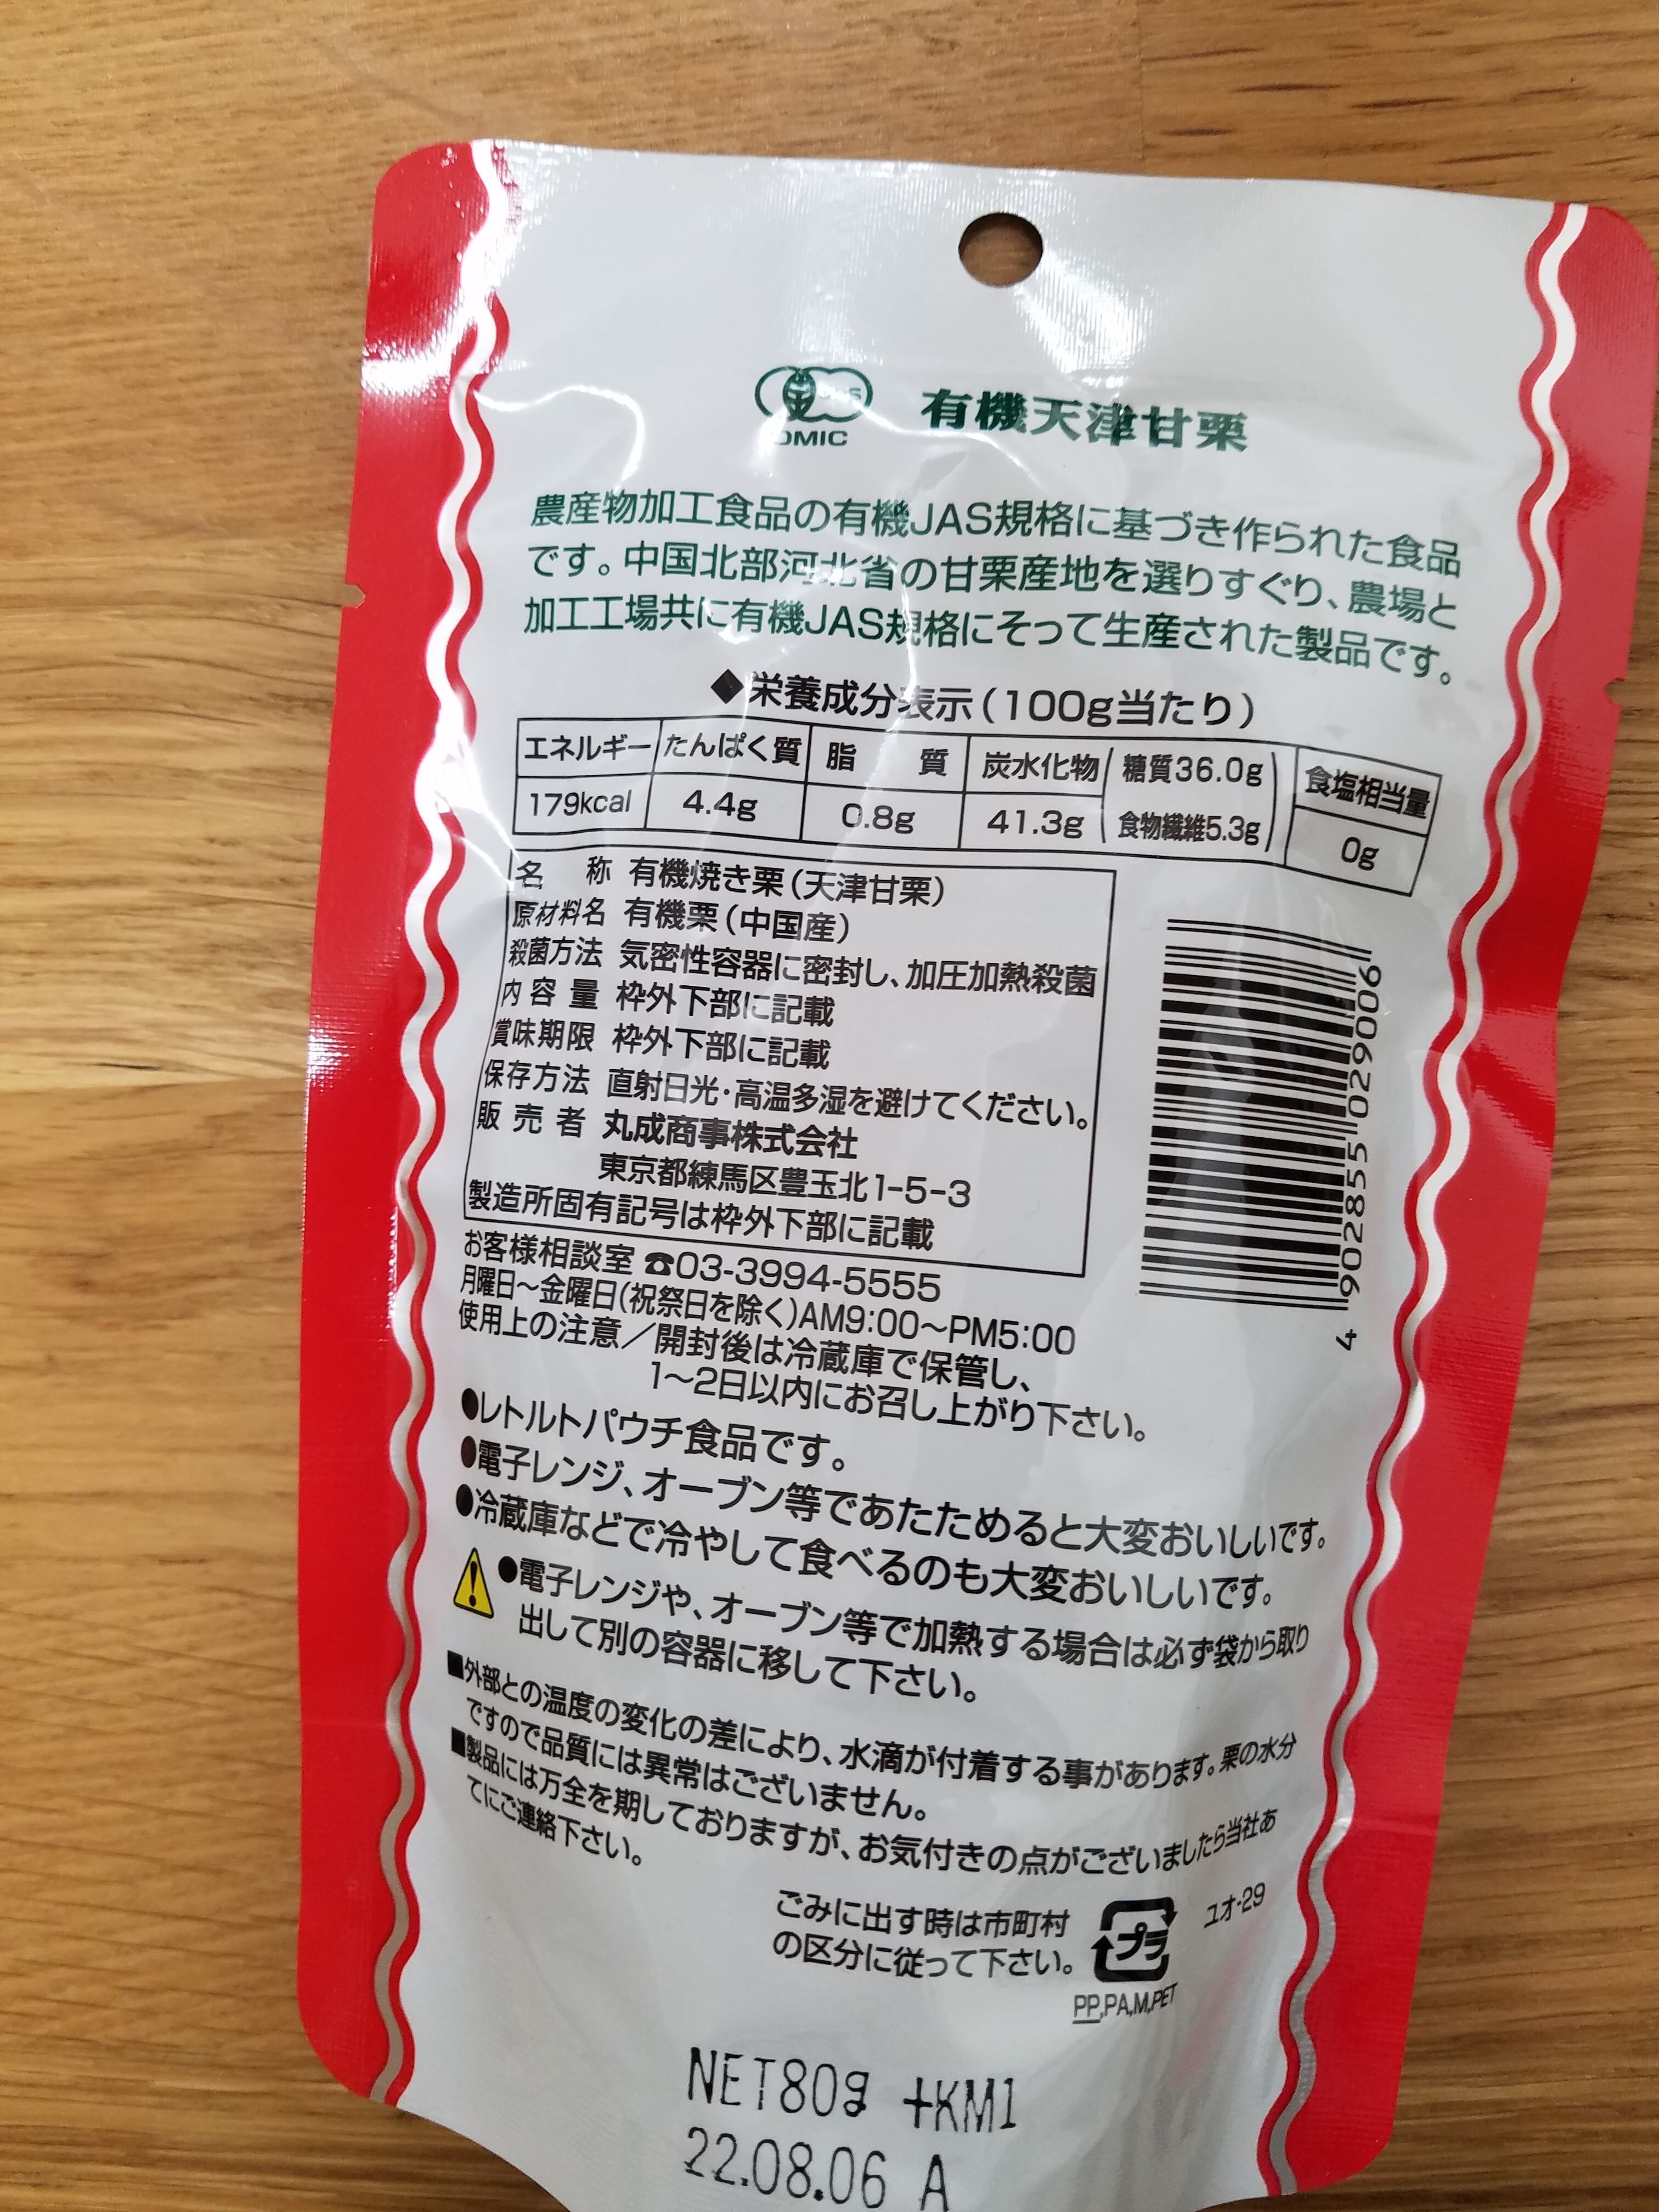 有機天津甘栗
OMIC
農産物加工食品の有機JAS規格に基づき作られた食品
です。中国北部河北省の甘栗産地を選りすぐり、農場と
加工工場共に有機JAS規格にそって生産された製品です。
◆栄養成分表示(100g当たり)
エネルギー たんぱく質 脂質 炭水化物 糖質36.0g 食塩相当量
179kcal 4.4g 0.8g 41.3g 食物繊維5.3g 0g
名称 有機焼き栗(天津甘栗)
原材料名 有機栗(中国産)
殺菌方法 気密性容器に密封し、加圧加熱殺菌
内容量 枠外下部に記載
賞味期限 枠外下部に記載
保存方法 直射日光・高温多湿を避けてください。
販売者 丸成商事株式会社
東京都練馬区豊玉北1-5-3
製造所固有記号は枠外下部に記載
4 902855 029006
お客様相談室 ☎03-3994-5555
月曜日〜金曜日(祝祭日を除く)AM9:00〜PM5:00
使用上の注意/開封後は冷蔵庫で保管し、
1〜2日以内にお召し上がり下さい。
●レトルトパウチ食品です。
●電子レンジ、オーブン等であたためると大変おいしいです。
●冷蔵庫などで冷やして食べるのも大変おいしいです。
●電子レンジや、オーブン等で加熱する場合は必ず袋から取り
出して別の容器に移して下さい。
■外部との温度の変化の差により、水滴が付着する事があります。栗の水分
ですので品質には異常はございません。
■製品には万全を期しておりますが、お気付きの点がございましたら当社あ
てにご連絡下さい。
ごみに出す時は市町村
の区分に従って下さい。
プラ
ユオ-29
PP,PA,M,PET
NET80g +KM1
22.08.06 A